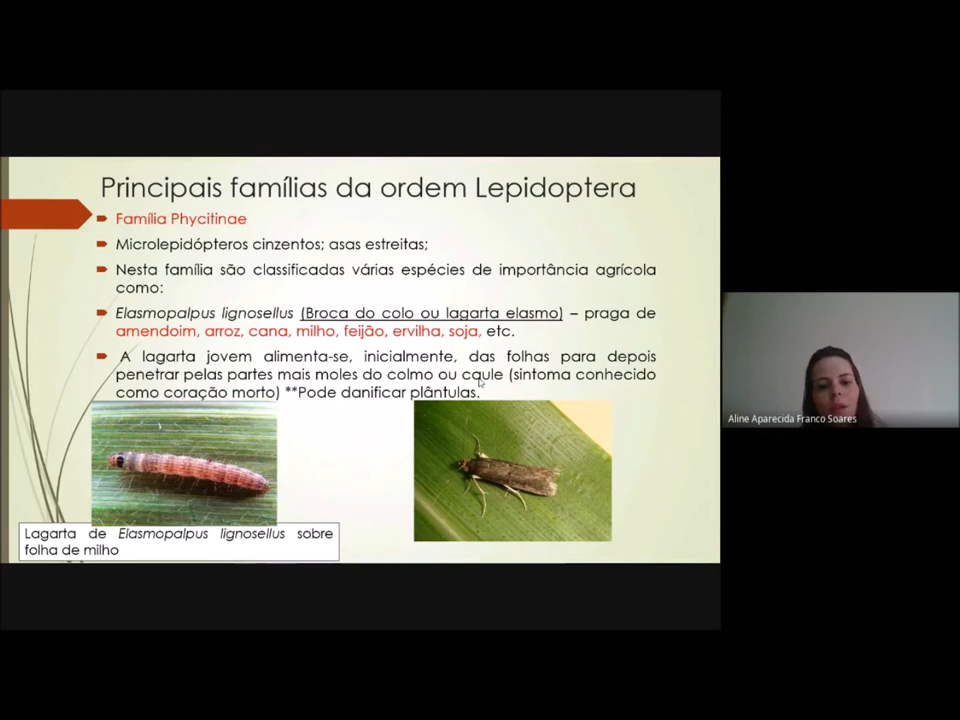 Principais famílias da ordem Lepidoptera
Família Phycitinae
Microlepidópteros cinzentos; asas estreitas;
Nesta família são classificadas várias espécies de importância agrícola
como:
Elasmopalpus lignosellus (Broca do colo ou lagarta elasmo) – praga de
amendoim, arroz, cana, milho, feijão, ervilha, soja, etc.
A lagarta jovem alimenta-se, inicialmente, das folhas para depois
penetrar pelas partes mais moles do colmo ou caule (sintoma conhecido
como coração morto) **Pode danificar plântulas.
Lagarta de Elasmopalpus lignosellus sobre
folha de milho
Aline Aparecida Franco Soares